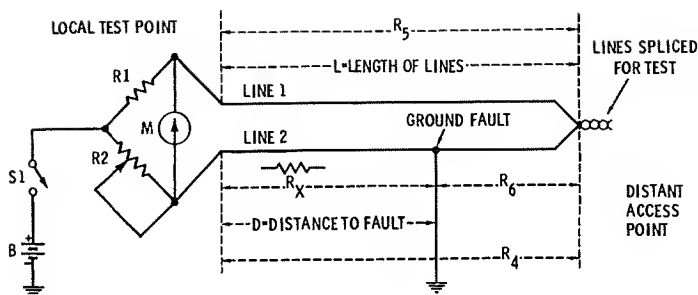 LOCAL TEST POINT
R5
LINES SPLICED
FOR TEST
L=LENGTH OF LINES
R1
LINE 1
M
GROUND FAULT
LINE 2
R2
S1
RX
R6
DISTANT
ACCESS
POINT
D=DISTANCE TO FAULT
B
+
-
R4